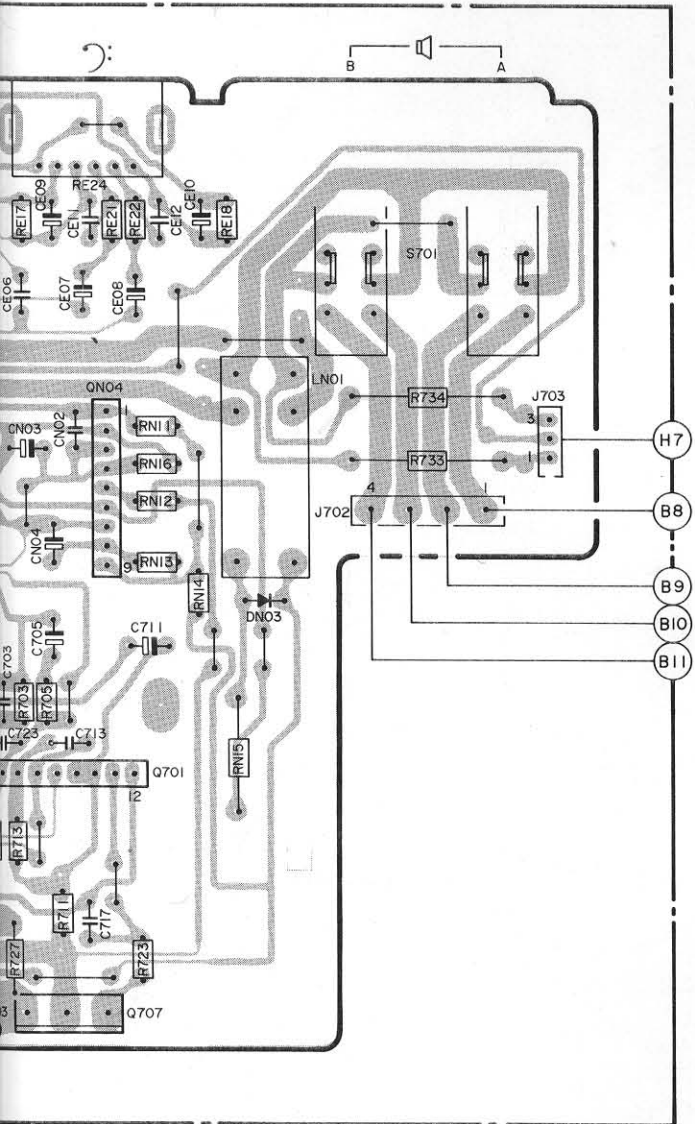 B A
RE24
RE17
CE09
CE11
RE21
RE22
CE12
CE10
RE18
S701
CE06
CE07
CE08
QN04
LN01
1
CN03
CN02
RN11
R734
J703
3
H7
RN16
R733
1
RN12
J702
4
1
B8
CN04
9
RN13
RN14
B9
DN03
B10
C705
C711
C703
B11
R703
R705
C723
C713
RN15
Q701
12
R713
R711
C717
R727
R723
3
Q707